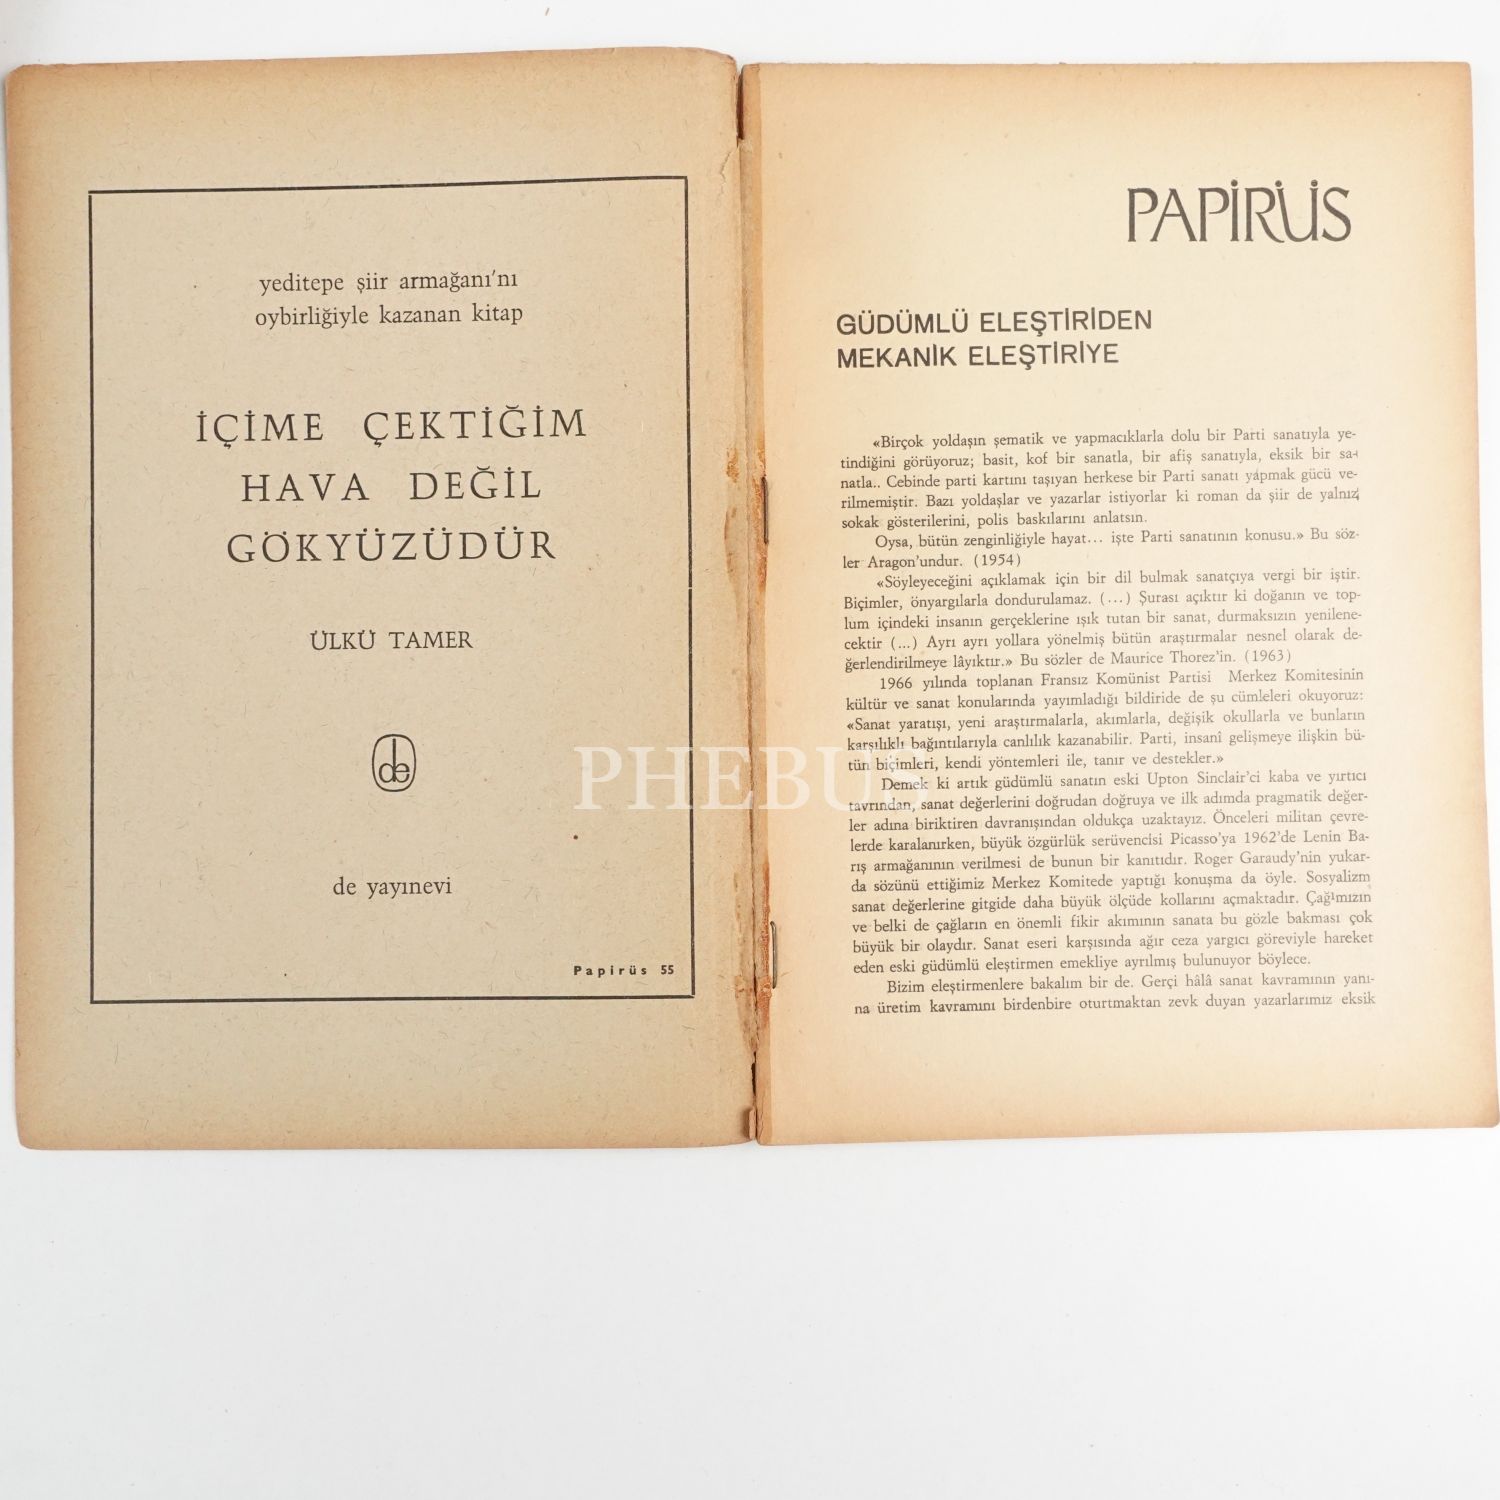 yeditepe şiir armağanı'nı
oybirliğiyle kazanan kitap
İÇİME ÇEKTİĞİM
HAVA DEĞİL
GÖKYÜZÜDÜR
ÜLKÜ TAMER
de
de yayınevi
Papirüs 55
PAPİRÜS
GÜDÜMLÜ ELEŞTİRİDEN
MEKANİK ELEŞTİRİYE
«Birçok yoldaşın şematik ve yapmacıklarla dolu bir Parti sanatıyla ye-
tindiğini görüyoruz; basit, kof bir sanatla, bir afiş sanatıyla, eksik bir sa-
natla.. Cebinde parti kartını taşıyan herkese bir Parti sanatı yapmak gücü ve-
rilmemiştir. Bazı yoldaşlar ve yazarlar istiyorlar ki roman da şiir de yalnız
sokak gösterilerini, polis baskılarını anlatsın.
Oysa, bütün zenginliğiyle hayat... işte Parti sanatının konusu.» Bu söz-
ler Aragon'undur. (1954)
«Söyleyeceğini açıklamak için bir dil bulmak sanatçıya vergi bir iştir.
Biçimler, önyargılarla dondurulamaz. (...) Şurası açıktır ki doğanın ve top-
lum içindeki insanın gerçeklerine ışık tutan bir sanat, durmaksızın yenilene-
cektir (...) Ayrı ayrı yollara yönelmiş bütün araştırmalar nesnel olarak de-
ğerlendirilmeye lâyıktır.» Bu sözler de Maurice Thorez'in. (1963)
1966 yılında toplanan Fransız Komünist Partisi Merkez Komitesinin
kültür ve sanat konularında yayımladığı bildiride de şu cümleleri okuyoruz:
«Sanat yaratışı, yeni araştırmalarla, akımlarla, değişik okullarla ve bunların
karşılıklı bağıntılarıyla canlılık kazanabilir. Parti, insanî gelişmeye ilişkin bü-
tün biçimleri, kendi yöntemleri ile, tanır ve destekler.»
PHEBUS
Demek ki artık güdümlü sanatın eski Upton Sinclair'ci kaba ve yırtıcı
tavrından, sanat değerlerini doğrudan doğruya ve ilk adımda pragmatik değer-
ler adına biriktiren davranışından oldukça uzaktayız. Önceleri militan çevre-
lerde karalanırken, büyük özgürlük serüvencisi Picasso'ya 1962'de Lenin Ba-
rış armağanının verilmesi de bunun bir kanıtıdır. Roger Garaudy'nin yukar-
da sözünü ettiğimiz Merkez Komitede yaptığı konuşma da öyle. Sosyalizm
sanat değerlerine gitgide daha büyük ölçüde kollarını açmaktadır. Çağımızın
ve belki de çağların en önemli fikir akımının sanata bu gözle bakması çok
büyük bir olaydır. Sanat eseri karşısında ağır ceza yargıcı göreviyle hareket
eden eski güdümlü eleştirmen emekliye ayrılmış bulunuyor böylece.
Bizim eleştirmenlere bakalım bir de. Gerçi hâlâ sanat kavramının yanı-
na üretim kavramını birdenbire oturtmaktan zevk duyan yazarlarımız eksik